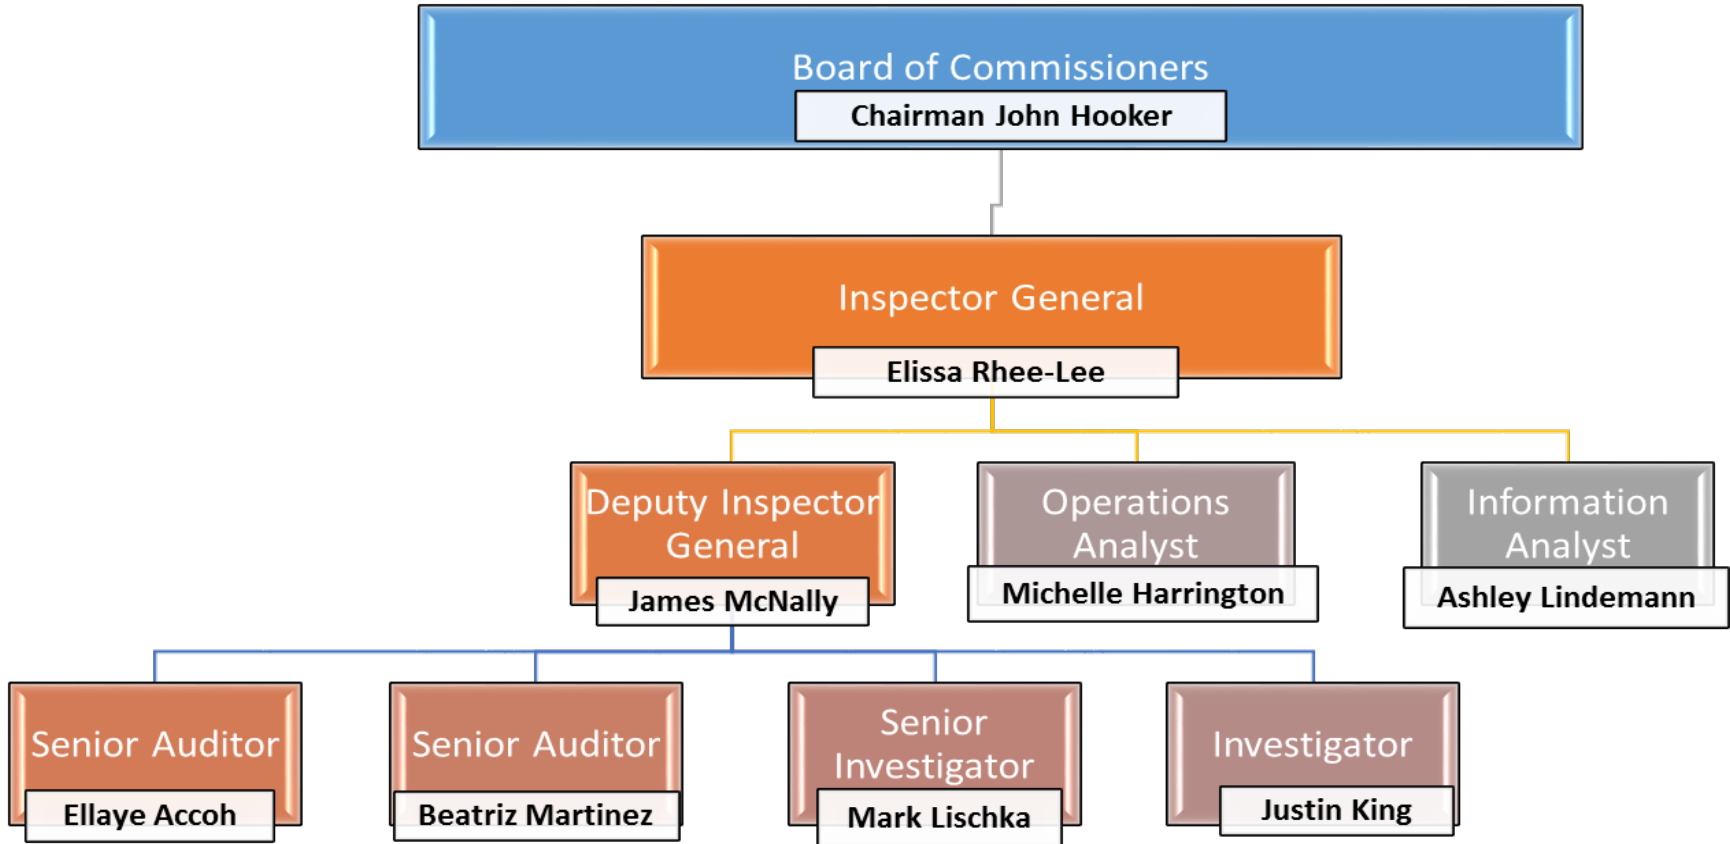 Board of Commissioners
Chairman John Hooker
Inspector General
Elissa Rhee-Lee
Deputy Inspector
General
James McNally
Operations
Analyst
Michelle Harrington
Information
Analyst
Ashley Lindemann
Senior Auditor
Ellaye Accoh
Senior Auditor
Beatriz Martinez
Senior
Investigator
Mark Lischka
Investigator
Justin King